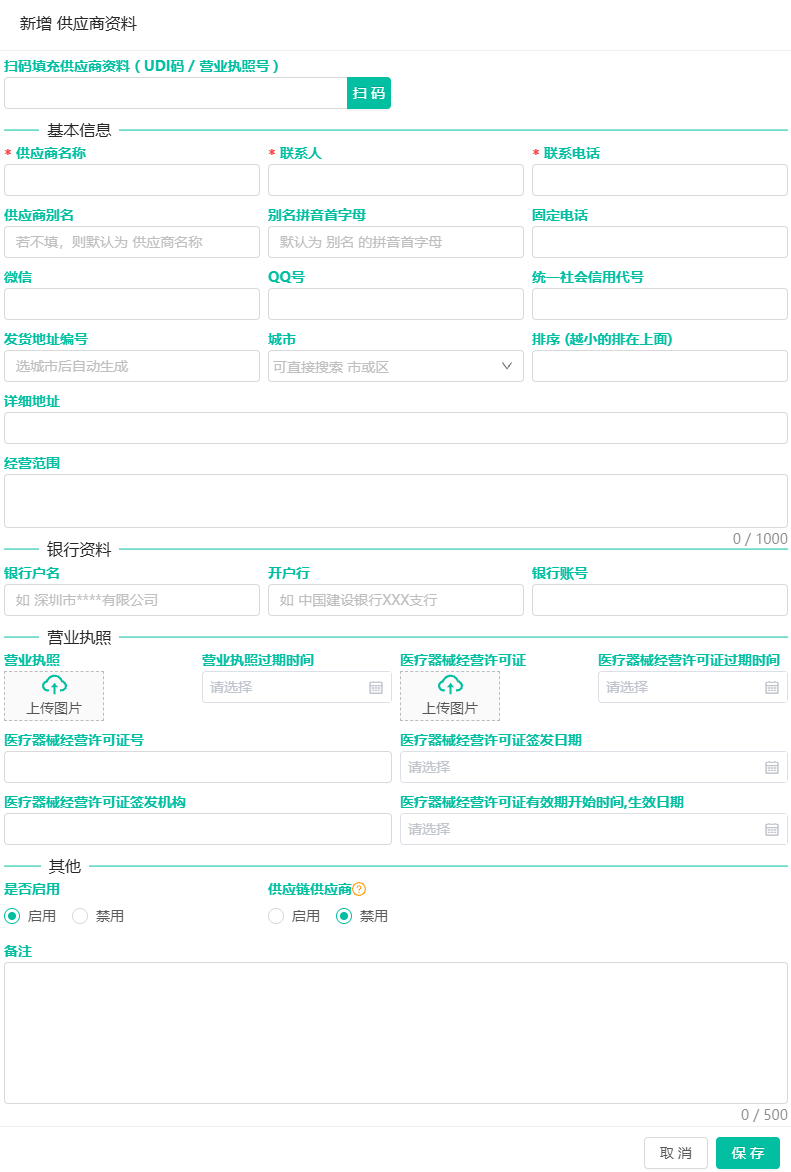 新增 供应商资料
扫码填充供应商资料 ( UDI码 / 营业执照号 )
扫 码
基本信息
* 供应商名称 * 联系人 * 联系电话
供应商别名 别名拼音首字母 固定电话
若不填，则默认为 供应商名称 默认为 别名 的拼音首字母
微信 QQ号 统一社会信用代号
发货地址编号 城市 排序 (越小的排在上面)
选城市后自动生成 可直接搜索 市或区
详细地址
经营范围
0 / 1000
银行资料
银行户名 开户行 银行账号
如 深圳市****有限公司 如 中国建设银行XXX支行
营业执照
营业执照 营业执照过期时间 医疗器械经营许可证 医疗器械经营许可证过期时间
请选择 请选择
上传图片 上传图片
医疗器械经营许可证号 医疗器械经营许可证签发日期
请选择
医疗器械经营许可证签发机构 医疗器械经营许可证有效期开始时间,生效日期
请选择
其他
是否启用 供应链供应商?
启用 禁用 启用 禁用
备注
0 / 500
取 消 保 存